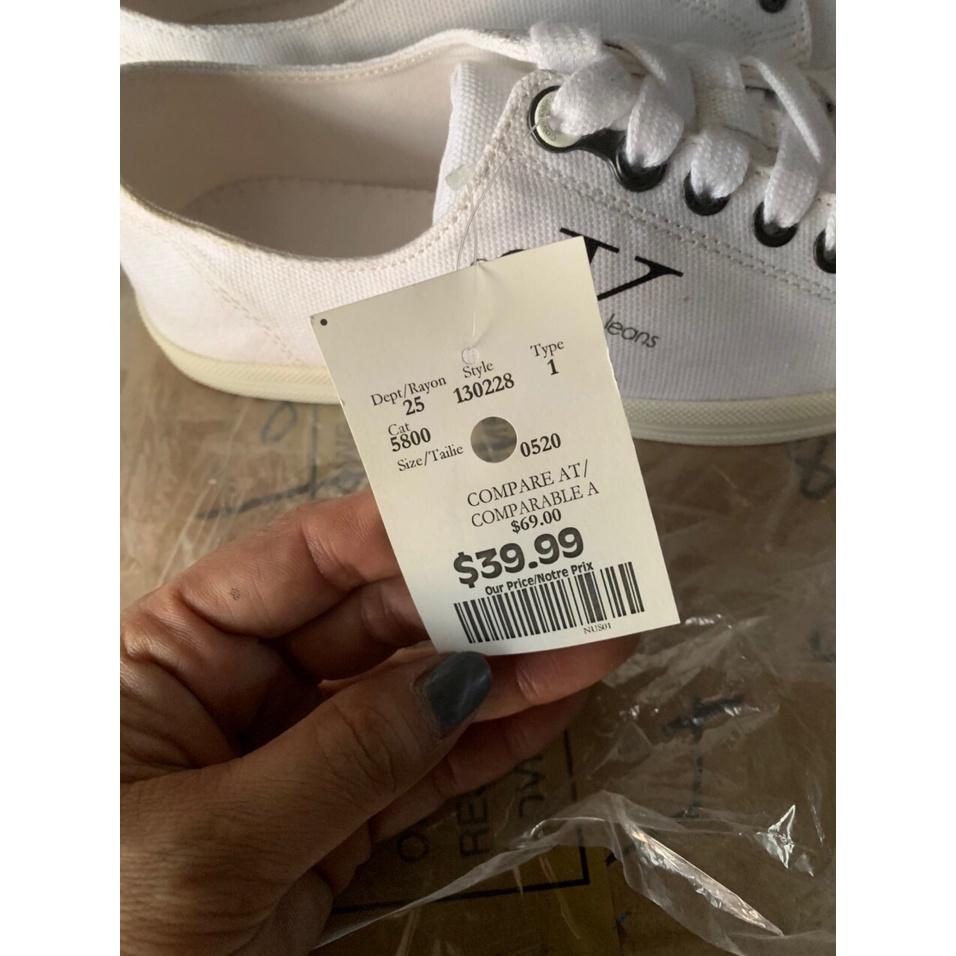 Dept/Rayon Style Type
25 130228 1
Cat
5800
Size/Tailie 0520
COMPARE AT/
COMPARABLE A
$69.00
$39.99
Our Price/Notre Prix
NUS01
Jeans